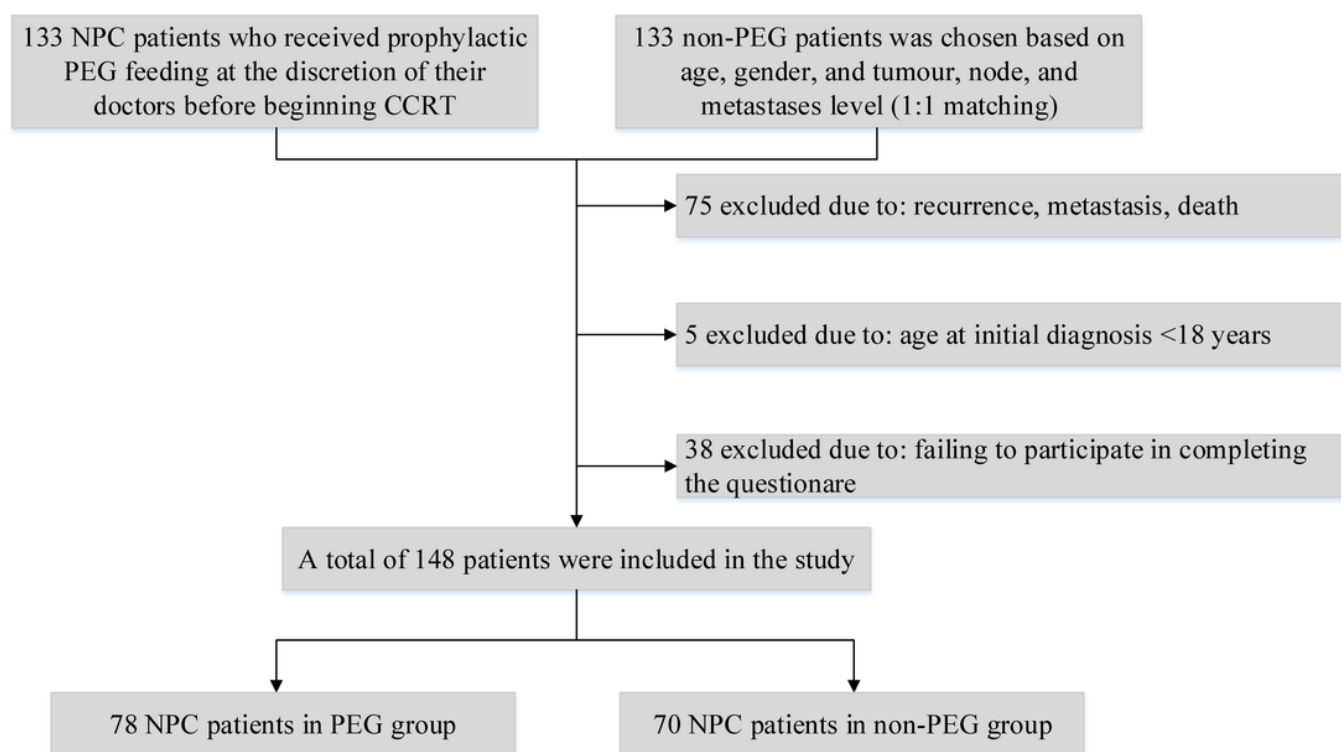 133 NPC patients who received prophylactic
PEG feeding at the discretion of their
doctors before beginning CCRT
133 non-PEG patients was chosen based on
age, gender, and tumour, node, and
metastases level (1:1 matching)
75 excluded due to: recurrence, metastasis, death
5 excluded due to: age at initial diagnosis <18 years
38 excluded due to: failing to participate in completing
the questionare
A total of 148 patients were included in the study
78 NPC patients in PEG group
70 NPC patients in non-PEG group